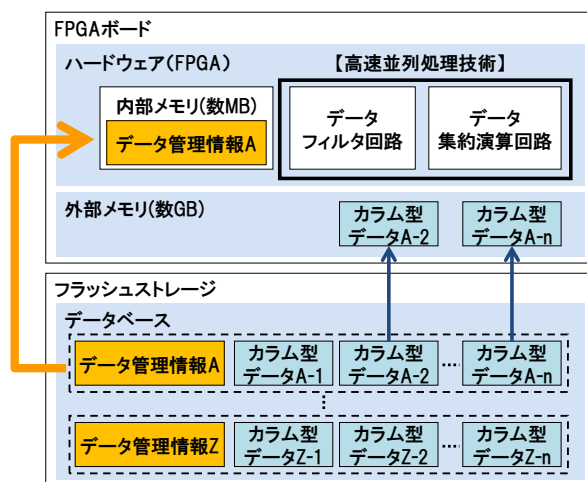 FPGAボード
ハードウェア(FPGA)
【高速並列処理技術】
内部メモリ(数MB)
データ管理情報A
データ
フィルタ回路
データ
集約演算回路
外部メモリ(数GB)
カラム型
データA-2
カラム型
データA-n
フラッシュストレージ
データベース
データ管理情報A
カラム型
データA-1
カラム型
データA-2
カラム型
データA-n
データ管理情報Z
カラム型
データZ-1
カラム型
データZ-2
カラム型
データZ-n